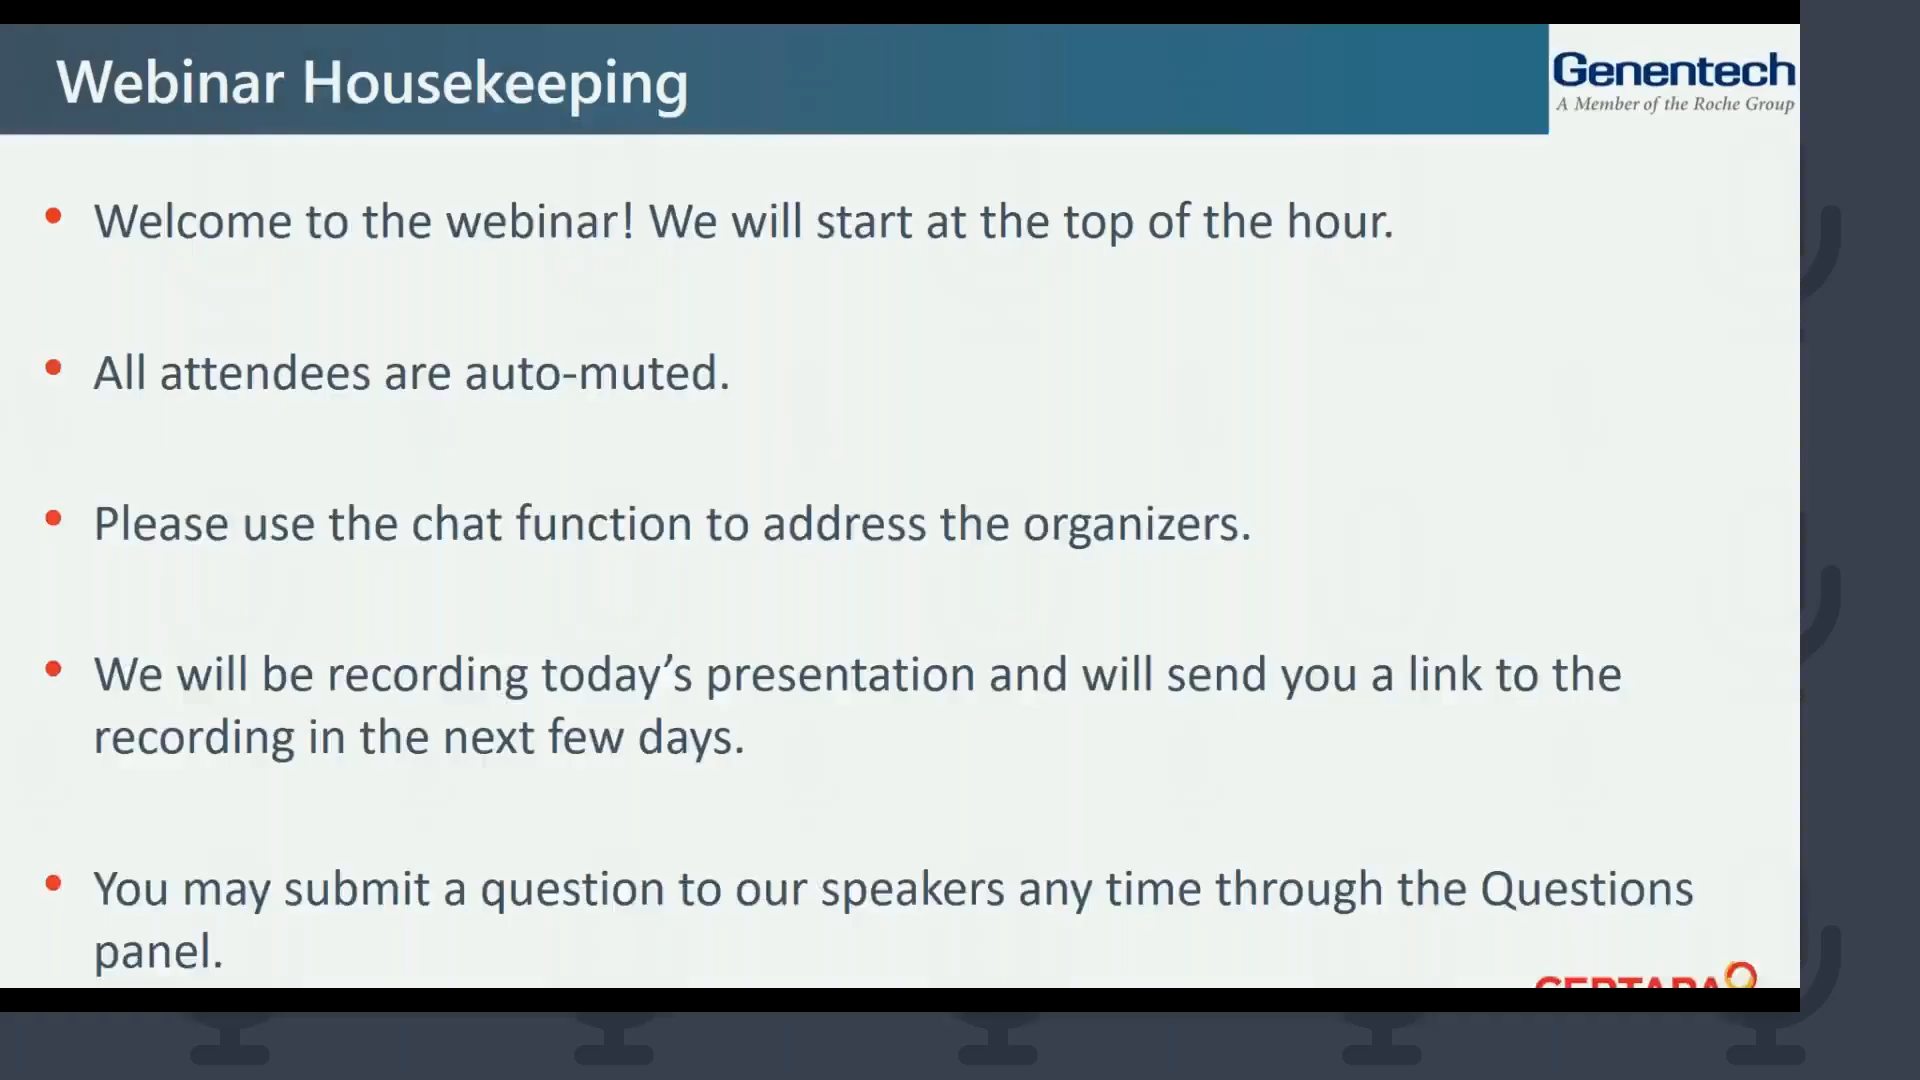 Webinar Housekeeping
Genentech
A Member of the Roche Group
• Welcome to the webinar! We will start at the top of the hour.
• All attendees are auto-muted.
• Please use the chat function to address the organizers.
• We will be recording today’s presentation and will send you a link to the
recording in the next few days.
• You may submit a question to our speakers any time through the Questions
panel.
CERTARA